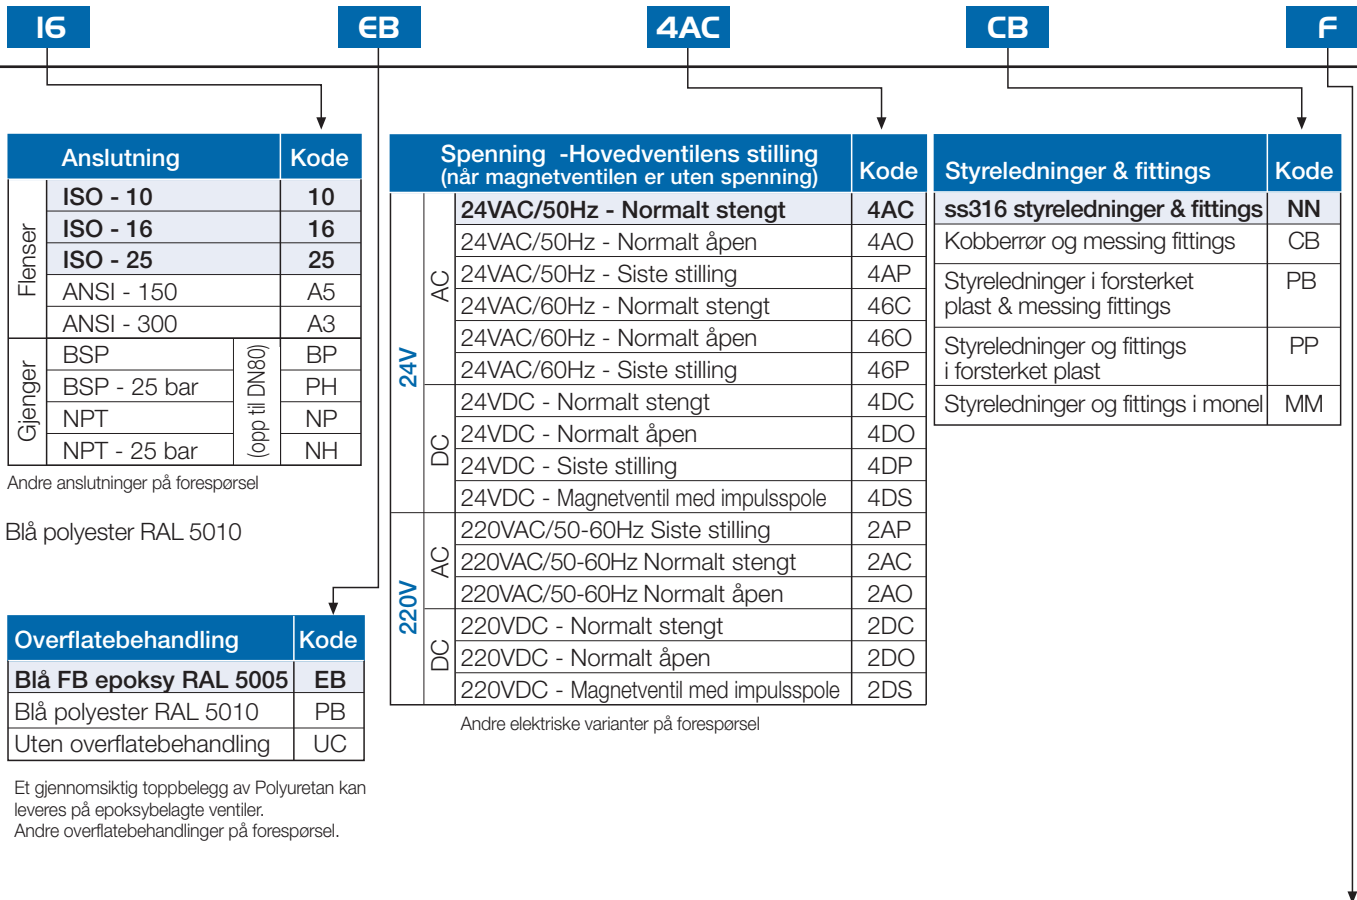 16 EB 4AC CB F
Anslutning Kode
Flenser
ISO - 10 10
ISO - 16 16
ISO - 25 25
ANSI - 150 A5
ANSI - 300 A3
Gjenger
(opp til DN80)
BSP BP
BSP - 25 bar PH
NPT NP
NPT - 25 bar NH
Andre anslutninger på forespørsel
Blå polyester RAL 5010
Overflatebehandling Kode
Blå FB epoksy RAL 5005 EB
Blå polyester RAL 5010 PB
Uten overflatebehandling UC
Et gjennomsiktig toppbelegg av Polyuretan kan
leveres på epoksybelagte ventiler.
Andre overflatebehandlinger på forespørsel.
Spenning -Hovedventilens stilling
(når magnetventilen er uten spenning) Kode
24V
AC
24VAC/50Hz - Normalt stengt 4AC
24VAC/50Hz - Normalt åpen 4AO
24VAC/50Hz - Siste stilling 4AP
24VAC/60Hz - Normalt stengt 46C
24VAC/60Hz - Normalt åpen 46O
24VAC/60Hz - Siste stilling 46P
DC
24VDC - Normalt stengt 4DC
24VDC - Normalt åpen 4DO
24VDC - Siste stilling 4DP
24VDC - Magnetventil med impulsspole 4DS
220V
AC
220VAC/50-60Hz Siste stilling 2AP
220VAC/50-60Hz Normalt stengt 2AC
220VAC/50-60Hz Normalt åpen 2AO
DC
220VDC - Normalt stengt 2DC
220VDC - Normalt åpen 2DO
220VDC - Magnetventil med impulsspole 2DS
Andre elektriske varianter på forespørsel
Styreledninger & fittings Kode
ss316 styreledninger & fittings NN
Kobberrør og messing fittings CB
Styreledninger i forsterket PB
plast & messing fittings
Styreledninger og fittings PP
i forsterket plast
Styreledninger og fittings i monel MM